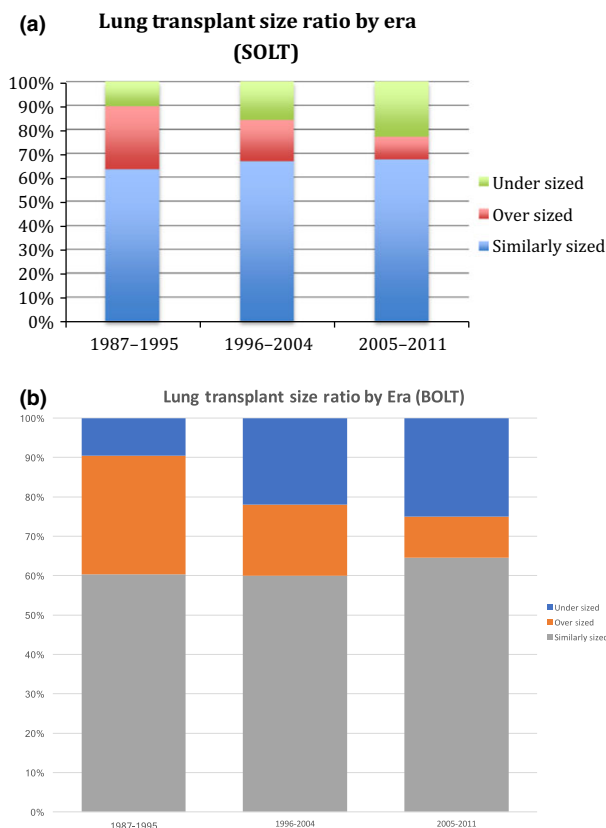 (a)
Lung transplant size ratio by era
(SOLT)
100%
90%
80%
70%
60%
50%
40%
30%
20%
10%
0%
1987–1995
1996–2004
2005–2011
Under sized
Over sized
Similarly sized
(b)
Lung transplant size ratio by Era (BOLT)
100%
90%
80%
70%
60%
50%
40%
30%
20%
10%
0%
1987-1995
1996-2004
2005-2011
Under sized
Over sized
Similarly sized